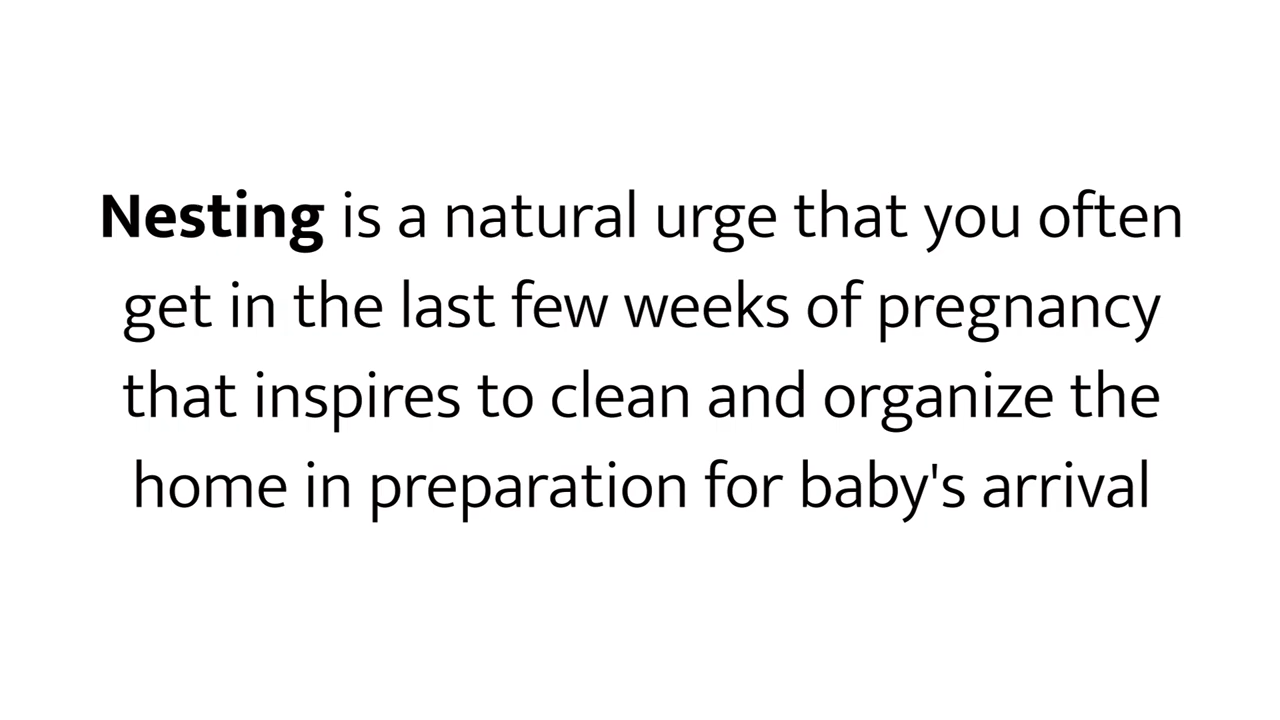 Nesting is a natural urge that you often
get in the last few weeks of pregnancy
that inspires to clean and organize the
home in preparation for baby's arrival